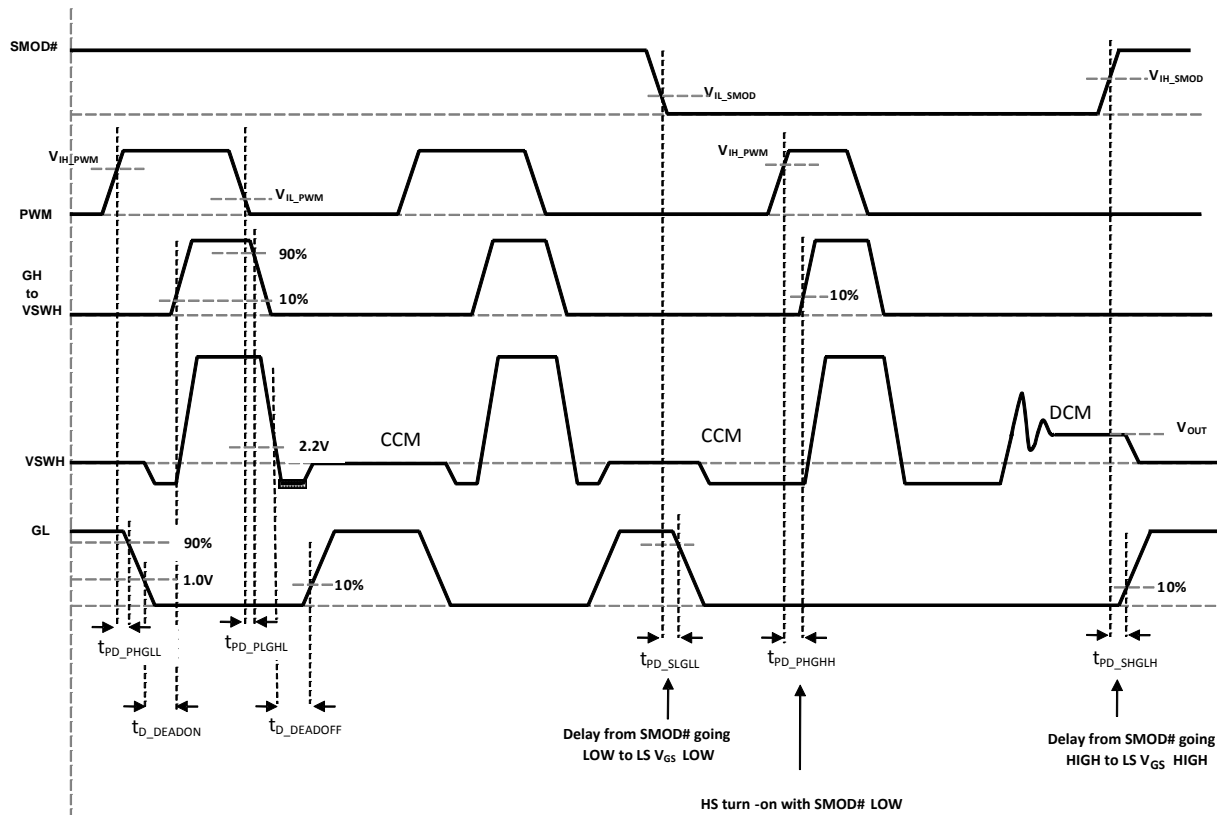 SMOD#
V_IL_SMOD
V_IH_SMOD
V_IH_PWM
V_IL_PWM
V_IH_PWM
PWM
90%
10%
10%
GH
to
VSWH
2.2V
CCM
CCM
DCM
V_OUT
VSWH
GL
90%
1.0V
10%
10%
t_PD_PHGLL
t_PD_PLGHL
t_PD_SLGLL
t_PD_PHGHH
t_PD_SHGLH
t_D_DEADON
t_D_DEADOFF
Delay from SMOD# going
LOW to LS V_GS LOW
Delay from SMOD# going
HIGH to LS V_GS HIGH
HS turn -on with SMOD# LOW